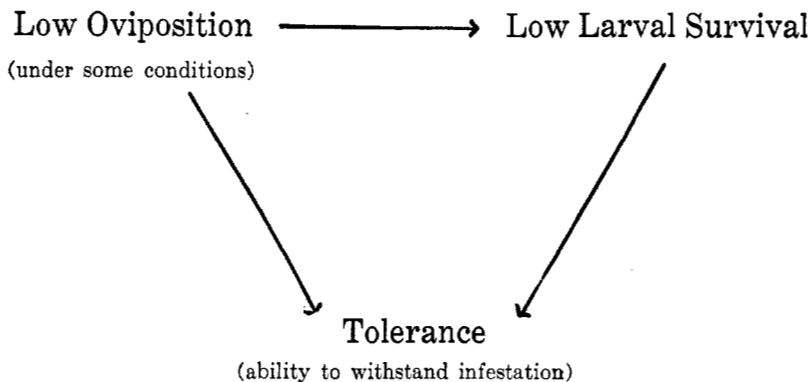 Low Oviposition
Low Larval Survival
(under some conditions)
Tolerance
(ability to withstand infestation)